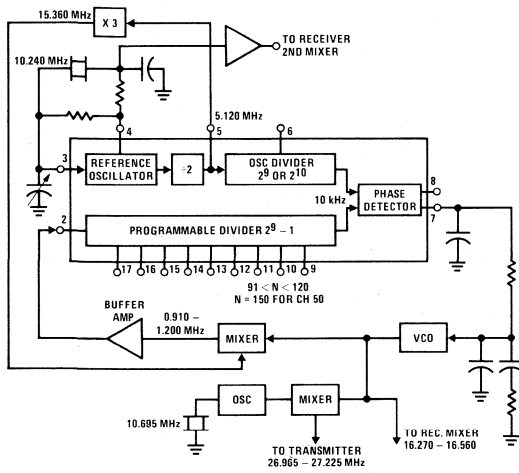 15.360 MHz
X 3
TO RECEIVER
2ND MIXER
10.240 MHz
5.120 MHz
4
5
6
3
REFERENCE
OSCILLATOR
÷2
OSC DIVIDER
2⁹ OR 2¹⁰
PHASE
DETECTOR
8
7
10 kHz
2
PROGRAMMABLE DIVIDER 2⁹ – 1
17
16
15
14
13
12
11
10
9
91 < N < 120
N = 150 FOR CH 50
BUFFER
AMP
0.910 –
1.200 MHz
MIXER
VCO
OSC
MIXER
10.695 MHz
TO TRANSMITTER
26.965 – 27.225 MHz
TO REC. MIXER
16.270 – 16.560